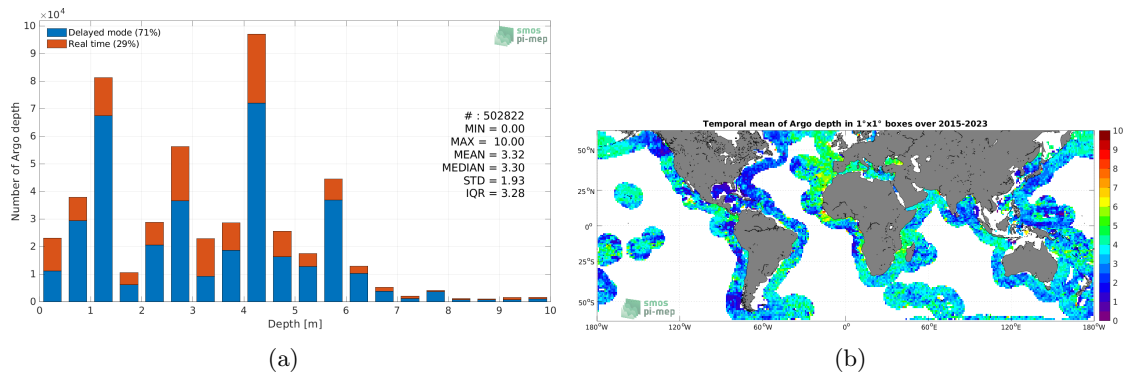 ×10⁴
10
9
8
7
6
5
4
3
2
1
0
Number of Argo depth
Delayed mode (71%)
Real time (29%)
smos
pi-mep
# : 502822
MIN = 0.00
MAX = 10.00
MEAN = 3.32
MEDIAN = 3.30
STD = 1.93
IQR = 3.28
0 1 2 3 4 5 6 7 8 9 10
Depth [m]
(a)
Temporal mean of Argo depth in 1°x1° boxes over 2015-2023
50°N
25°N
0°
25°S
50°S
smos
pi-mep
180°W 120°W 60°W 0° 60°E 120°E 180°W
10
9
8
7
6
5
4
3
2
1
0
(b)